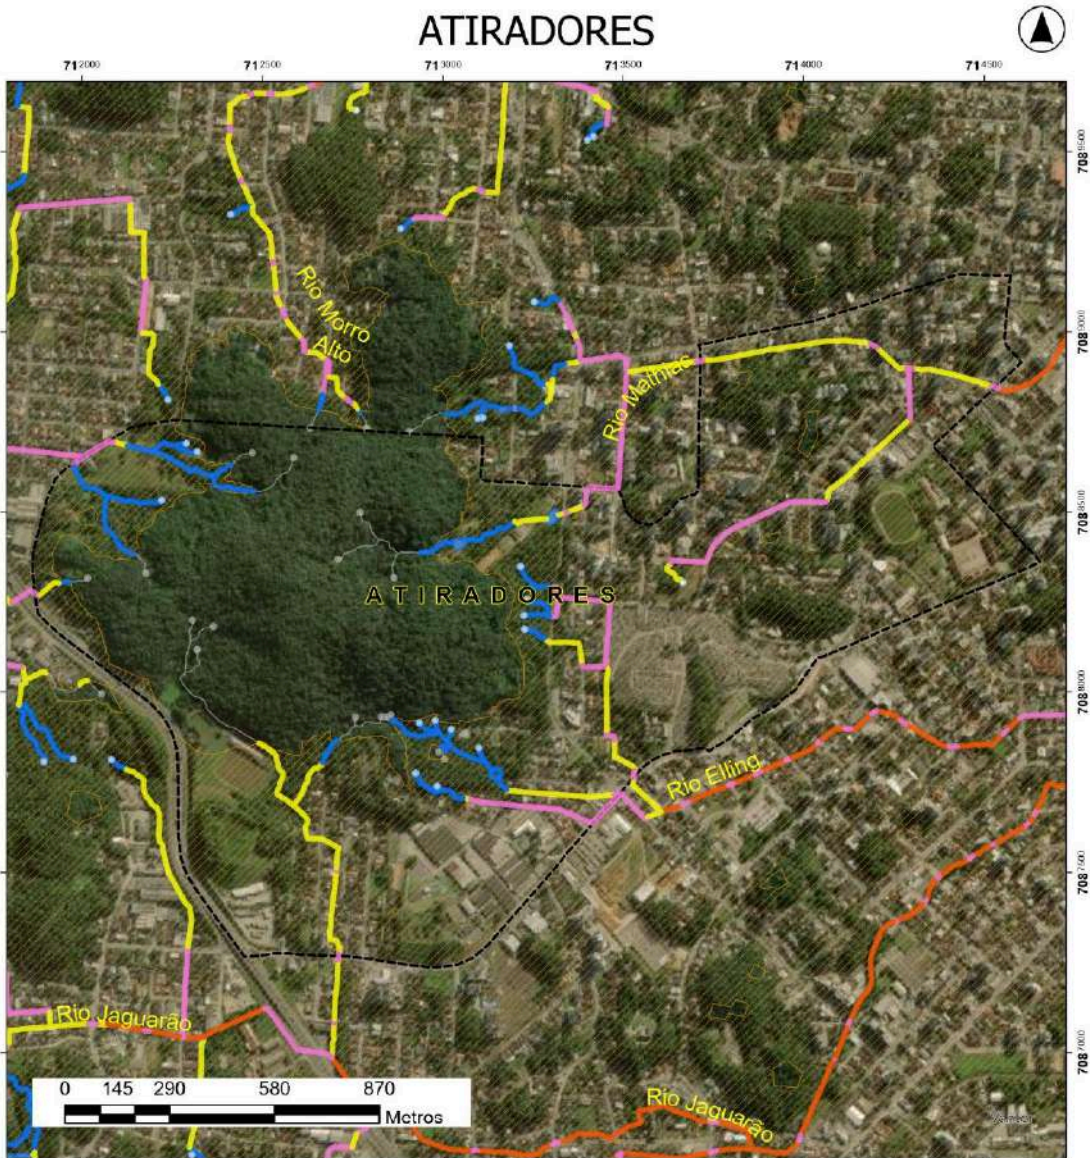 ATIRADORES
712000 712500 713000 713500 714000 714500
7089500
Rio Morro
Alto
7089000
Rio Mathias
7088500
ATIRADORES
7088000
Rio Elling
7087500
Rio Jaguarão
7087000
0 145 290 580 870
Metros
Rio Jaguarão